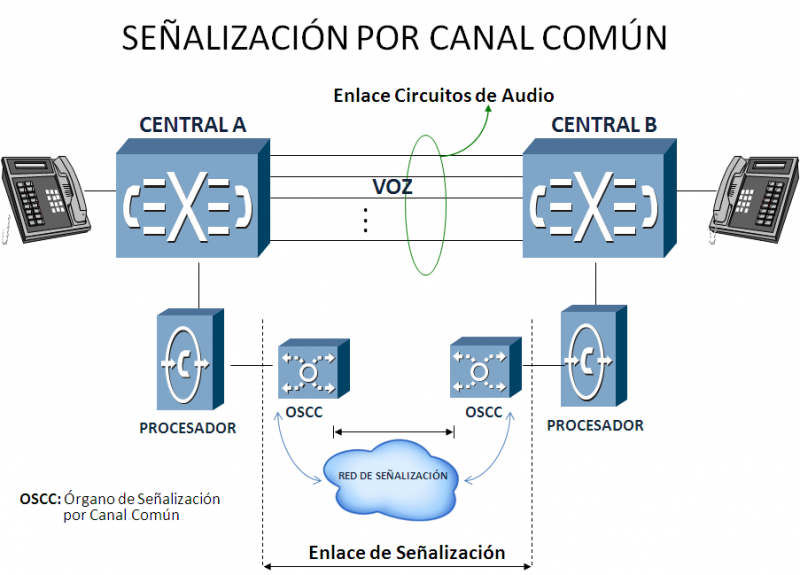 SEÑALIZACIÓN POR CANAL COMÚN
Enlace Circuitos de Audio
CENTRAL A
CENTRAL B
VOZ
PROCESADOR
OSCC
OSCC
PROCESADOR
RED DE SEÑALIZACIÓN
OSCC: Órgano de Señalización
por Canal Común
Enlace de Señalización